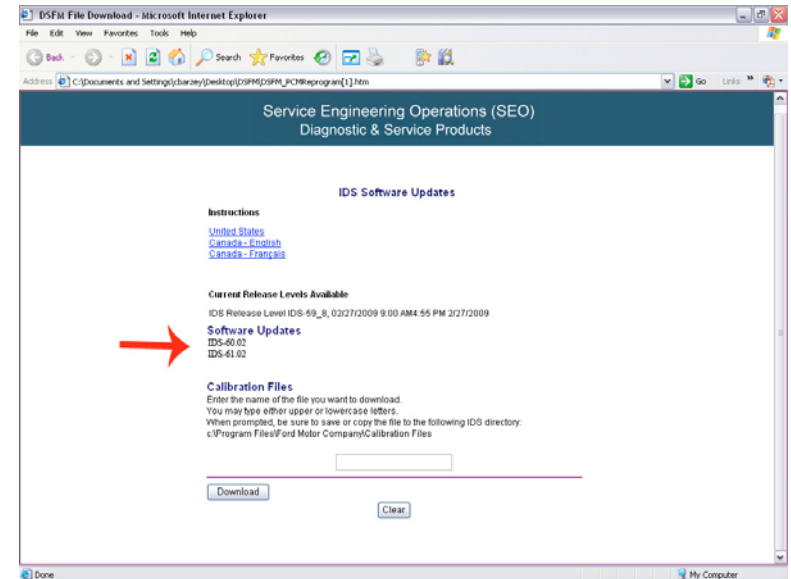 DSFM File Download - Microsoft Internet Explorer
File Edit View Favorites Tools Help
Back Search Favorites
Address C:\Documents and Settings\charzey\Desktop\DSFM\DSFM_PCMReprogram[1].htm Go Links »
Service Engineering Operations (SEO)
Diagnostic & Service Products
IDS Software Updates
Instructions
United States
Canada - English
Canada - Français
Current Release Levels Available
IDS Release Level IDS-59_8, 02/27/2009 9:00 AM4:55 PM 2/27/2009
Software Updates
IDS-60.02
IDS-61.02
Calibration Files
Enter the name of the file you want to download.
You may type either upper or lowercase letters.
When prompted, be sure to save or copy the file to the following IDS directory:
c:\Program Files\Ford Motor Company\Calibration Files
Download
Clear
Done My Computer